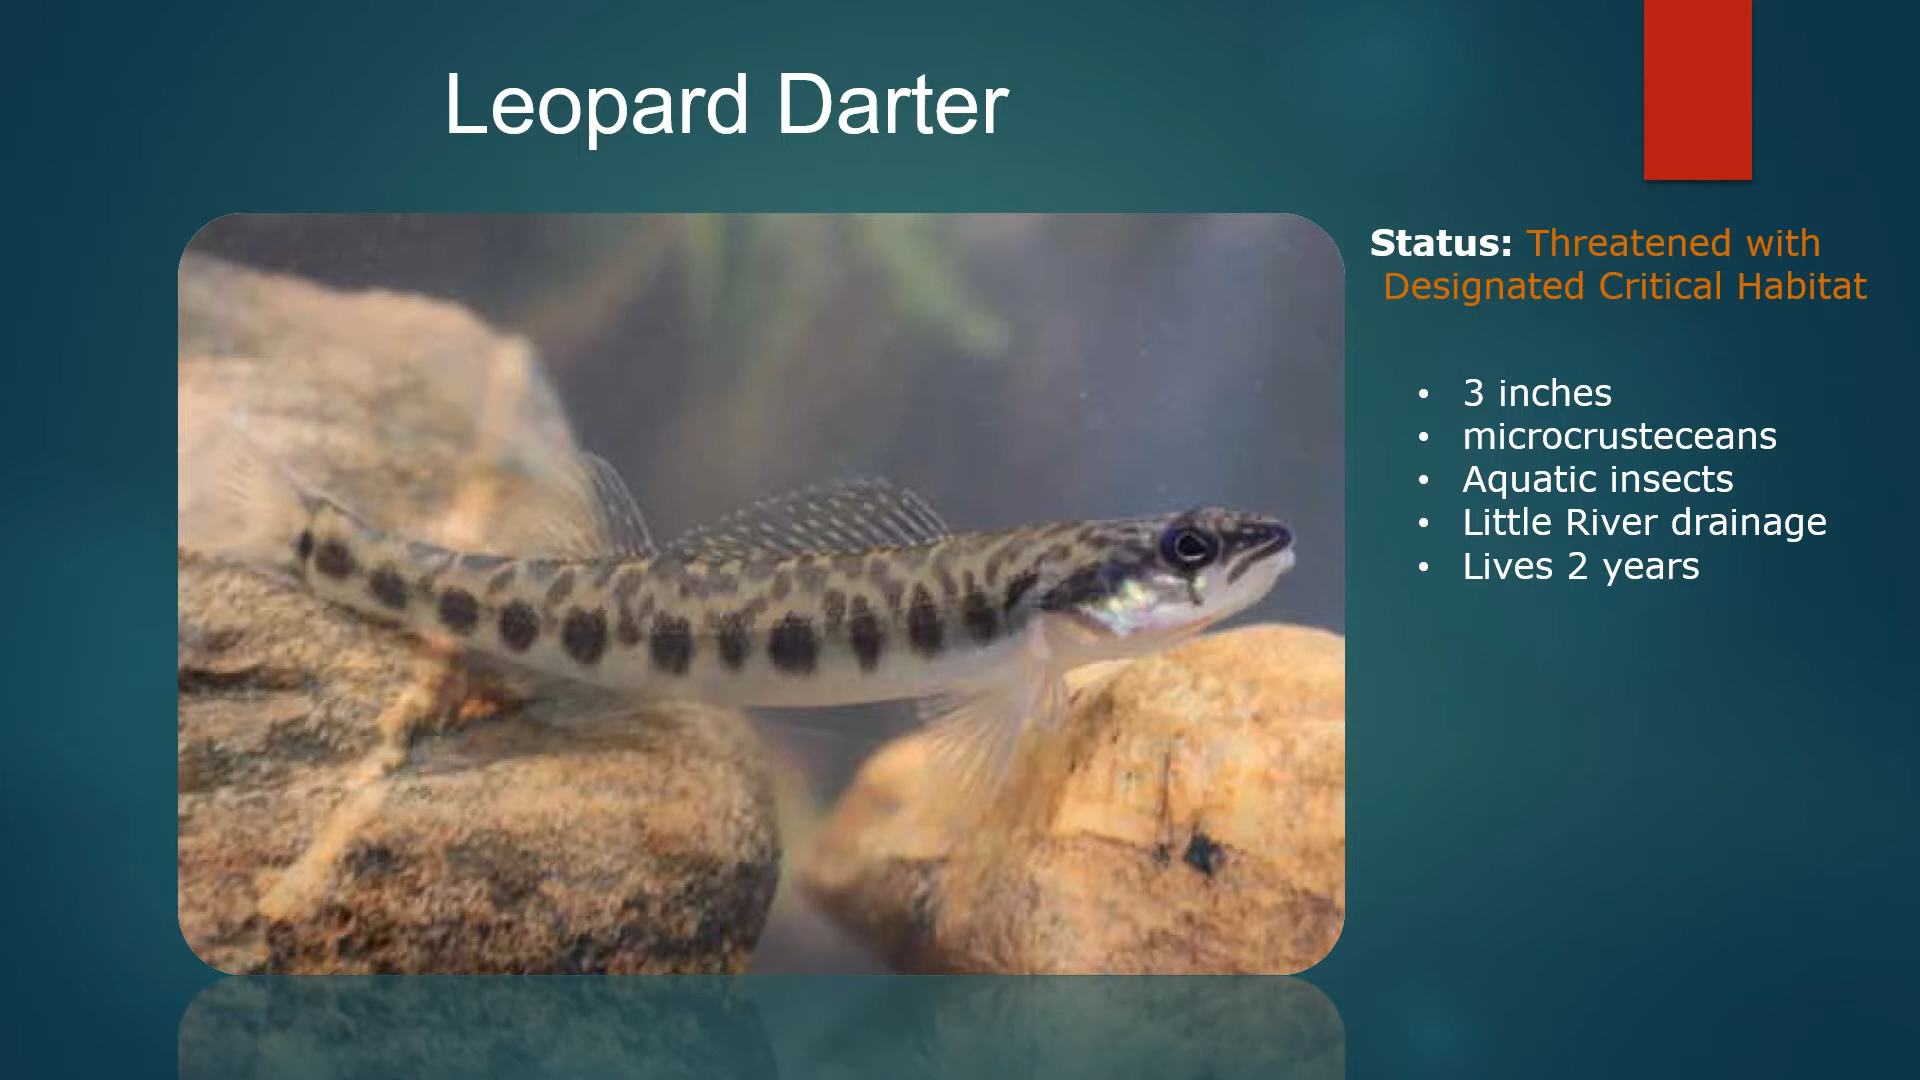 Leopard Darter
Status: Threatened with
Designated Critical Habitat
• 3 inches
• microcrusteceans
• Aquatic insects
• Little River drainage
• Lives 2 years